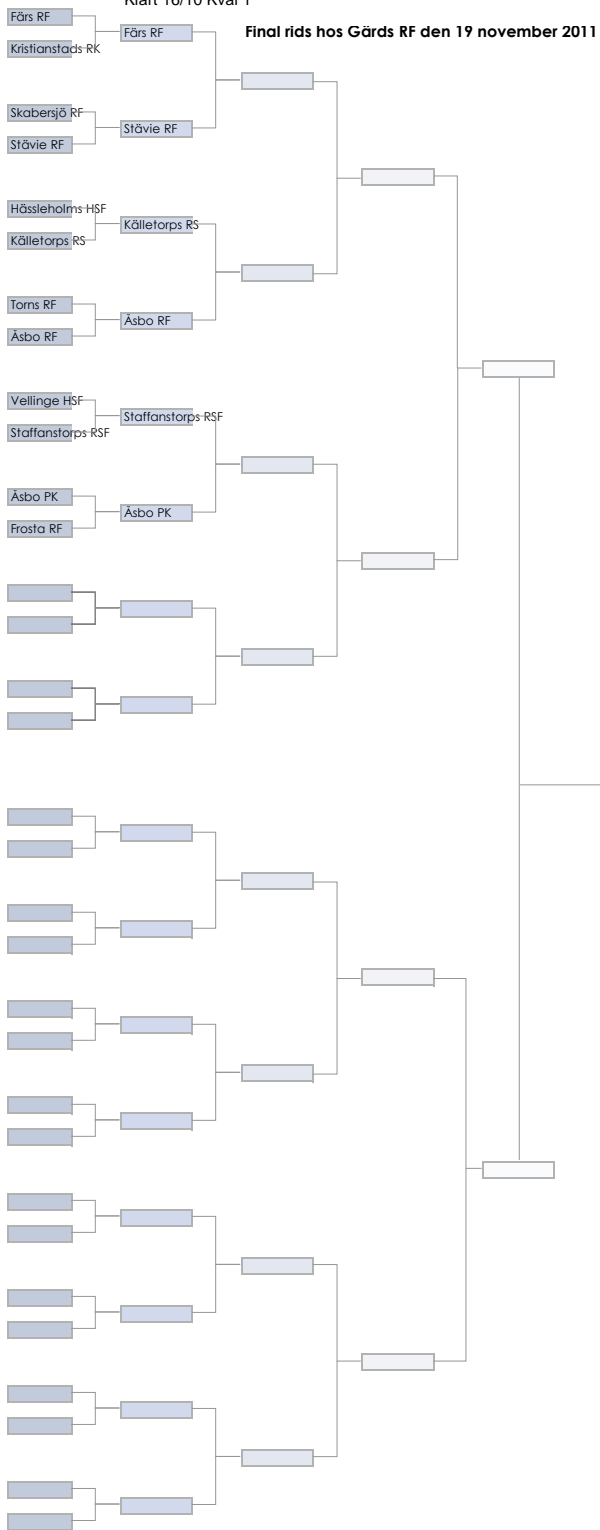 Klart 16/10 Kval 1
Final rids hos Gärds RF den 19 november 2011
Färs RF
Kristianstads RK
Färs RF
Skabersjö RF
Stävie RF
Stävie RF
Hässleholms HSF
Källetorps RS
Källetorps RS
Torns RF
Åsbo RF
Åsbo RF
Vellinge HSF
Staffanstorps RSF
Staffanstorps RSF
Åsbo PK
Frosta RF
Åsbo PK